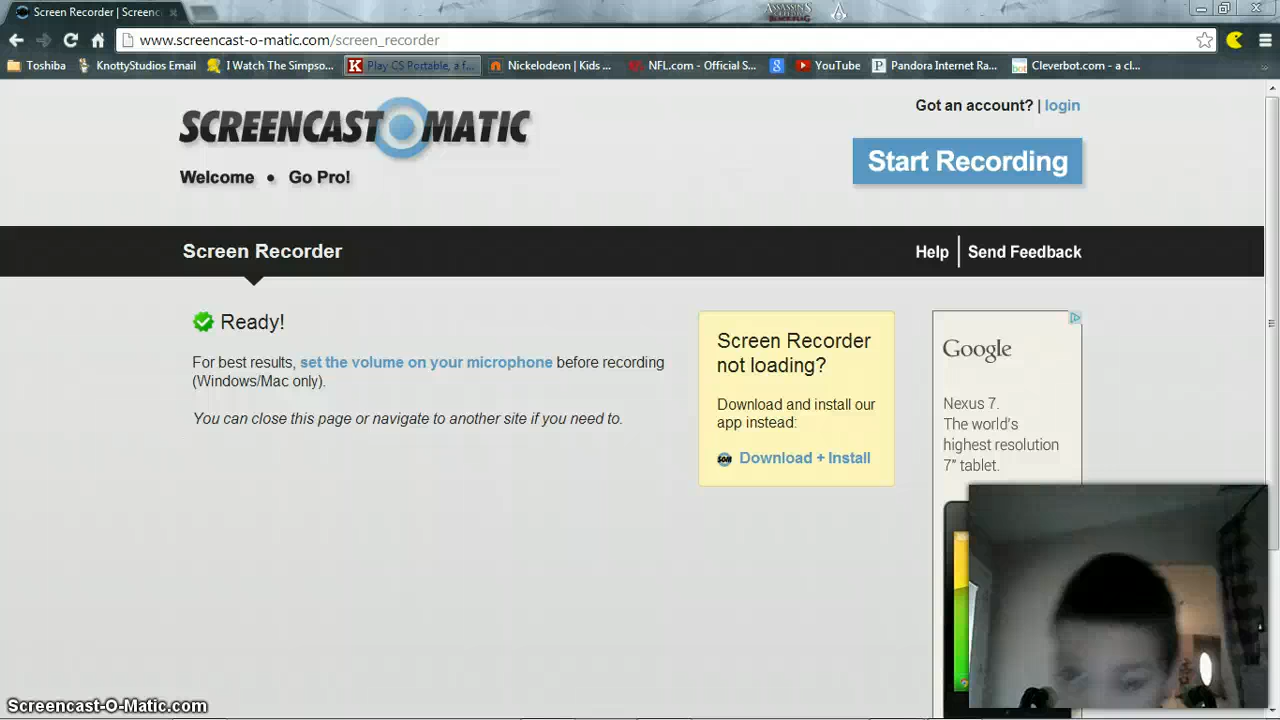 Screen Recorder | Screenc
ASSASSIN'S
www.screencast-o-matic.com/screen_recorder
Toshiba
KnottyStudios Email
I Watch The Simpso...
K Play CS Portable, a f...
Nickelodeon | Kids ...
NFL.com - Official S...
g
YouTube
P Pandora Internet Ra...
Cleverbot.com - a cl...
»
Got an account? | login
SCREENCAST O MATIC
Start Recording
Welcome • Go Pro!
Screen Recorder
Help | Send Feedback
Ready!
For best results, set the volume on your microphone before recording
(Windows/Mac only).
You can close this page or navigate to another site if you need to.
Screen Recorder
not loading?
Download and install our
app instead:
SOM Download + Install
Google
Nexus 7.
The world's
highest resolution
7" tablet.
Screencast-O-Matic.com